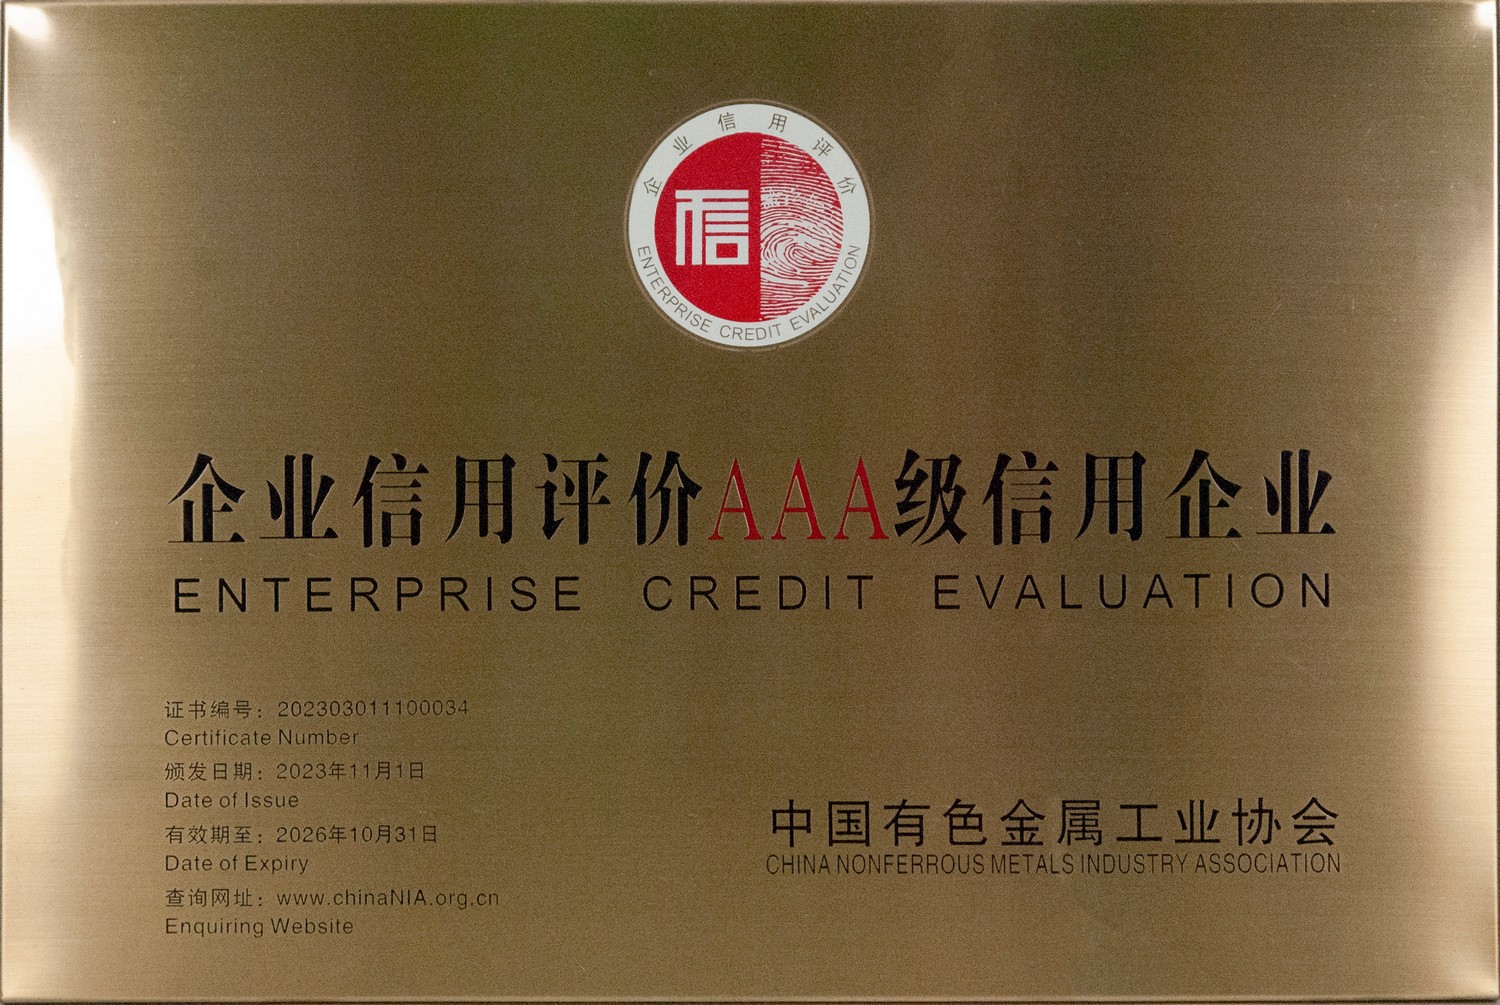 企业信用评价
信
ENTERPRISE CREDIT EVALUATION
企业信用评价AAA级信用企业
ENTERPRISE CREDIT EVALUATION
证书编号：202303011100034
Certificate Number
颁发日期：2023年11月1日
Date of Issue
有效期至：2026年10月31日
Date of Expiry
查询网址：www.chinaNIA.org.cn
Enquiring Website
中国有色金属工业协会
CHINA NONFERROUS METALS INDUSTRY ASSOCIATION